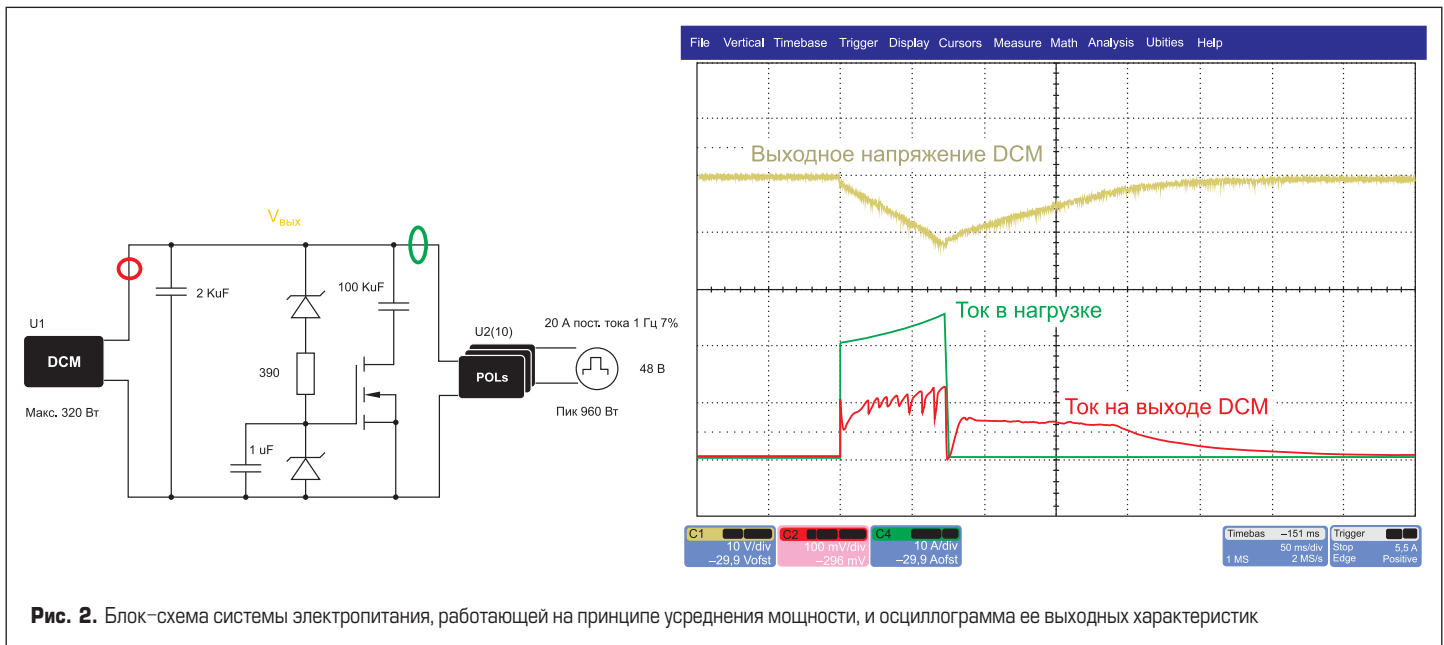 File Vertical Timebase Trigger Display Cursors Measure Math Analysis Ubities Help
Выходное напряжение DCM
Ток в нагрузке
Ток на выходе DCM
Vвых
2 KuF
100 KuF
U1
DCM
Макс. 320 Вт
390
1 uF
U2(10)
POLs
20 А пост. тока 1 Гц 7%
48 В
Пик 960 Вт
C1
10 V/div
–29,9 Vofst
C2
100 mV/div
–296 mV
C4
10 A/div
–29,9 Aofst
Timebas –151 ms
50 ms/div
1 MS 2 MS/s
Trigger
Stop 5,5 A
Edge Positive
Рис. 2. Блок–схема системы электропитания, работающей на принципе усреднения мощности, и осциллограмма ее выходных характеристик